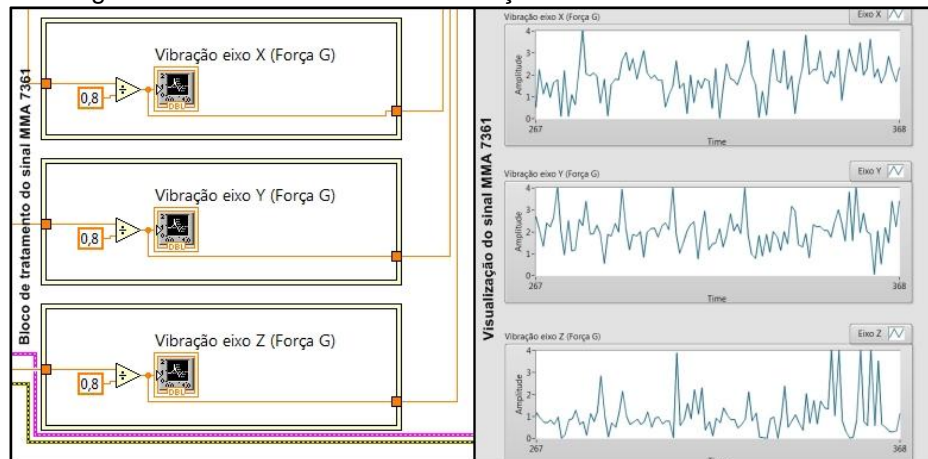 Bloco de tratamento do sinal MMA 7361
Vibração eixo X (Força G)
0,8
DBL
Vibração eixo Y (Força G)
0,8
DBL
Vibração eixo Z (Força G)
0,8
DBL
Visualização do sinal MMA 7361
Vibração eixo X (Força G)
Eixo X
Amplitude
4
3
2
1
0
267
368
Time
Vibração eixo Y (Força G)
Eixo Y
Amplitude
4
3
2
1
0
267
368
Time
Vibração eixo Z (Força G)
Eixo Z
Amplitude
4
3
2
1
0
267
368